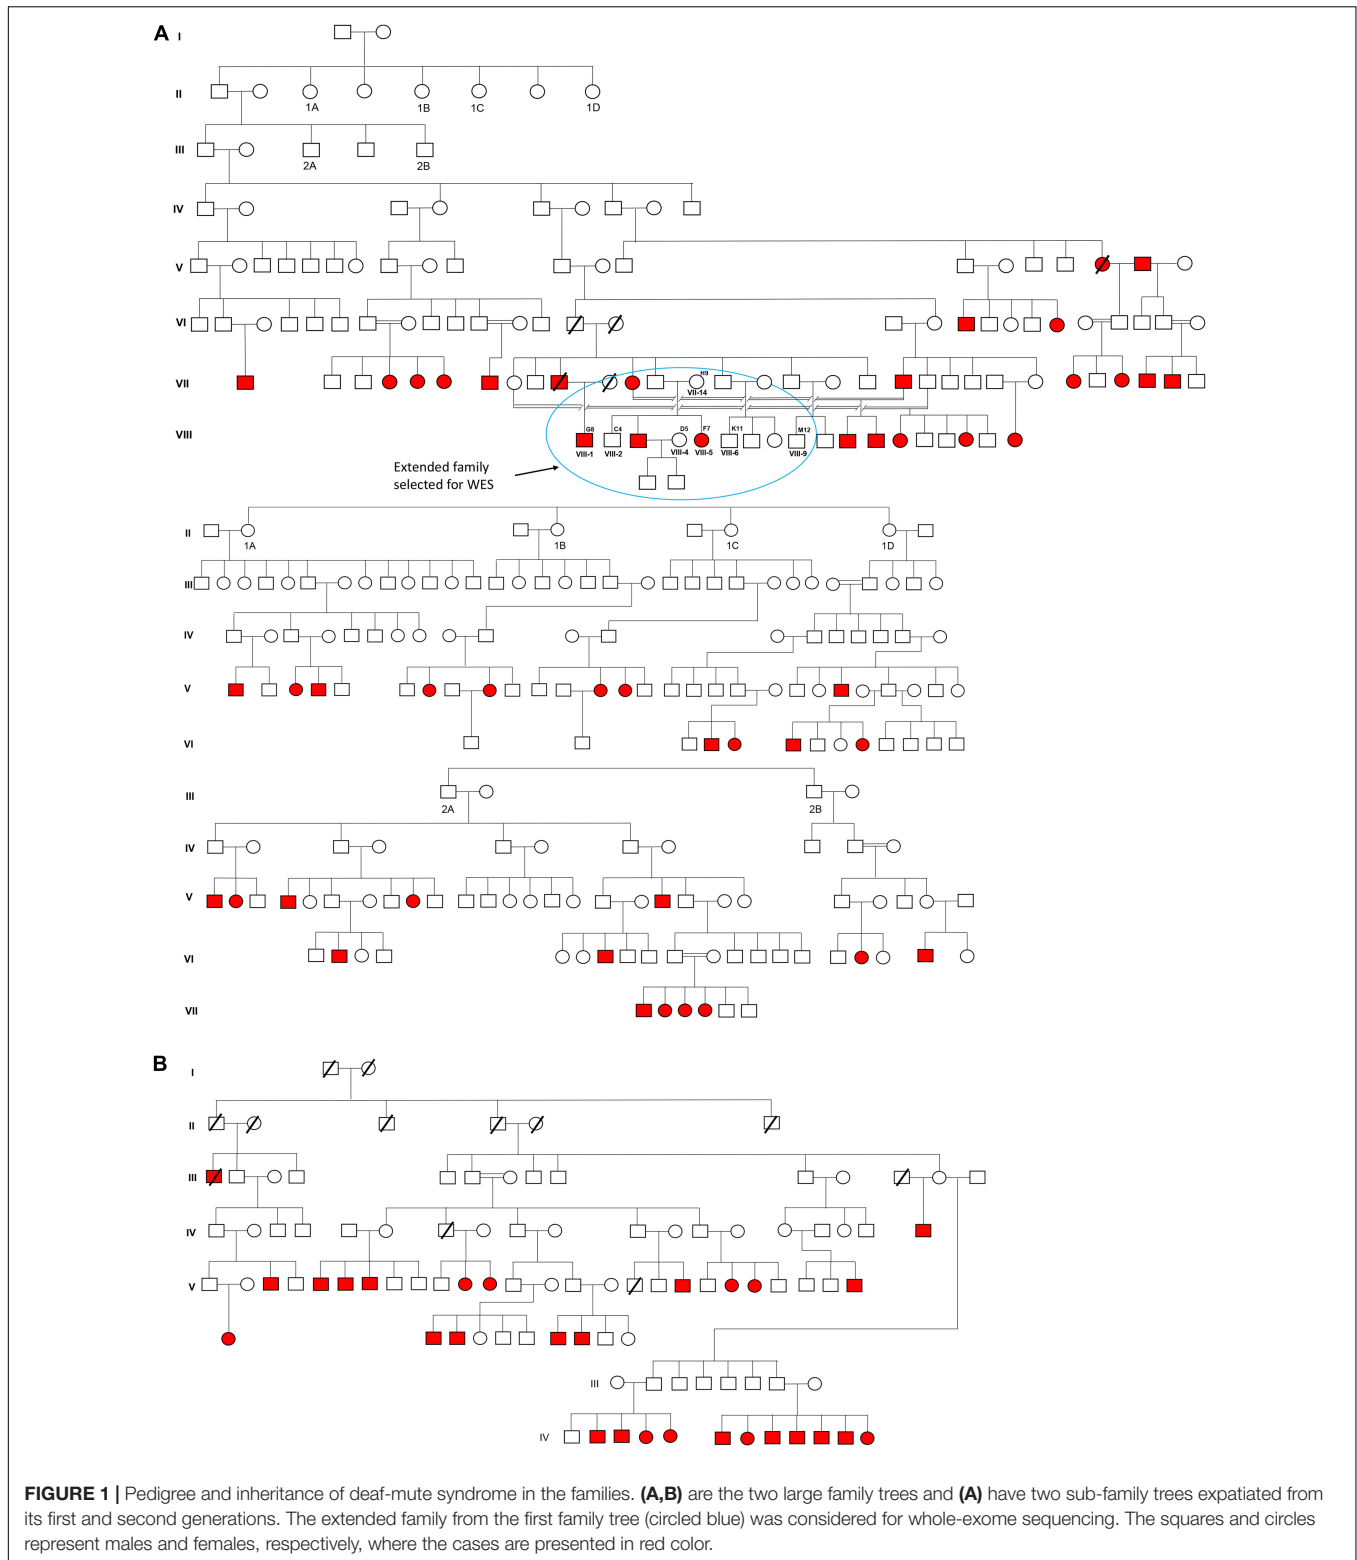 A I
II
1A 1B 1C 1D
III
2A 2B
IV
V
VI
VII
H9
VII-14
VIII
G8 C4 D5 F7 K11 M12
VIII-1 VIII-2 VIII-4 VIII-5 VIII-6 VIII-9
Extended family
selected for WES
II
1A 1B 1C 1D
III
IV
V
VI
III
2A 2B
IV
V
VI
VII
B I
II
III
IV
V
III
IV
FIGURE 1 | Pedigree and inheritance of deaf-mute syndrome in the families. (A,B) are the two large family trees and (A) have two sub-family trees expatiated from
its first and second generations. The extended family from the first family tree (circled blue) was considered for whole-exome sequencing. The squares and circles
represent males and females, respectively, where the cases are presented in red color.